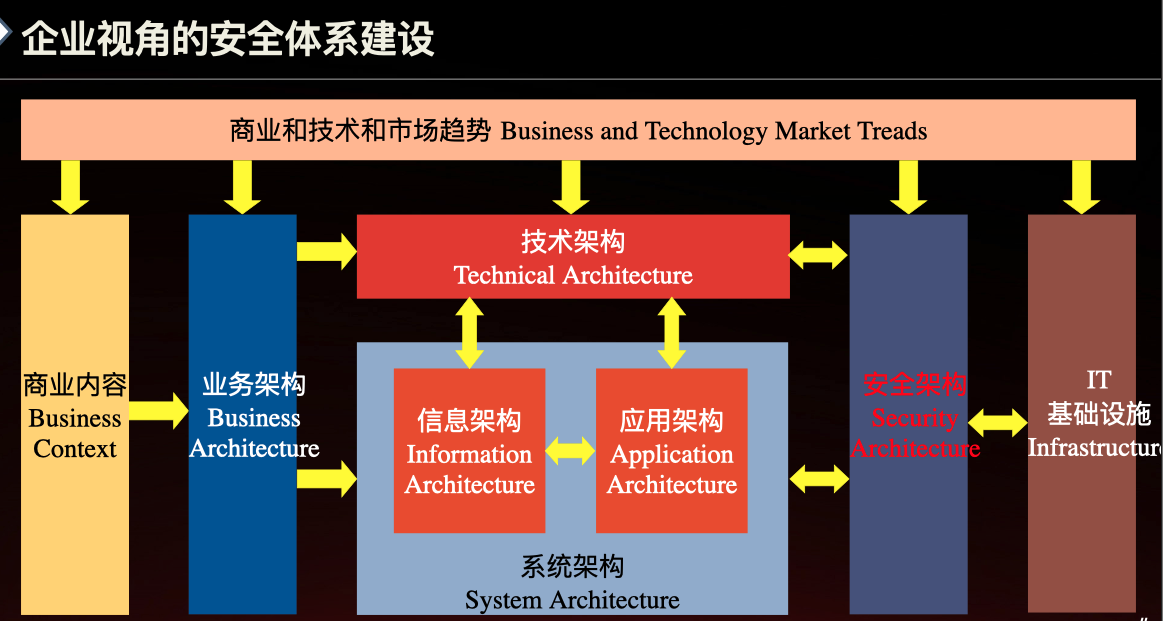 企业视角的安全体系建设
商业和技术和市场趋势 Business and Technology Market Treads
商业内容
Business
Context
业务架构
Business
Architecture
技术架构
Technical Architecture
信息架构
Information
Architecture
应用架构
Application
Architecture
系统架构
System Architecture
安全架构
Security
Architecture
IT
基础设施
Infrastructure